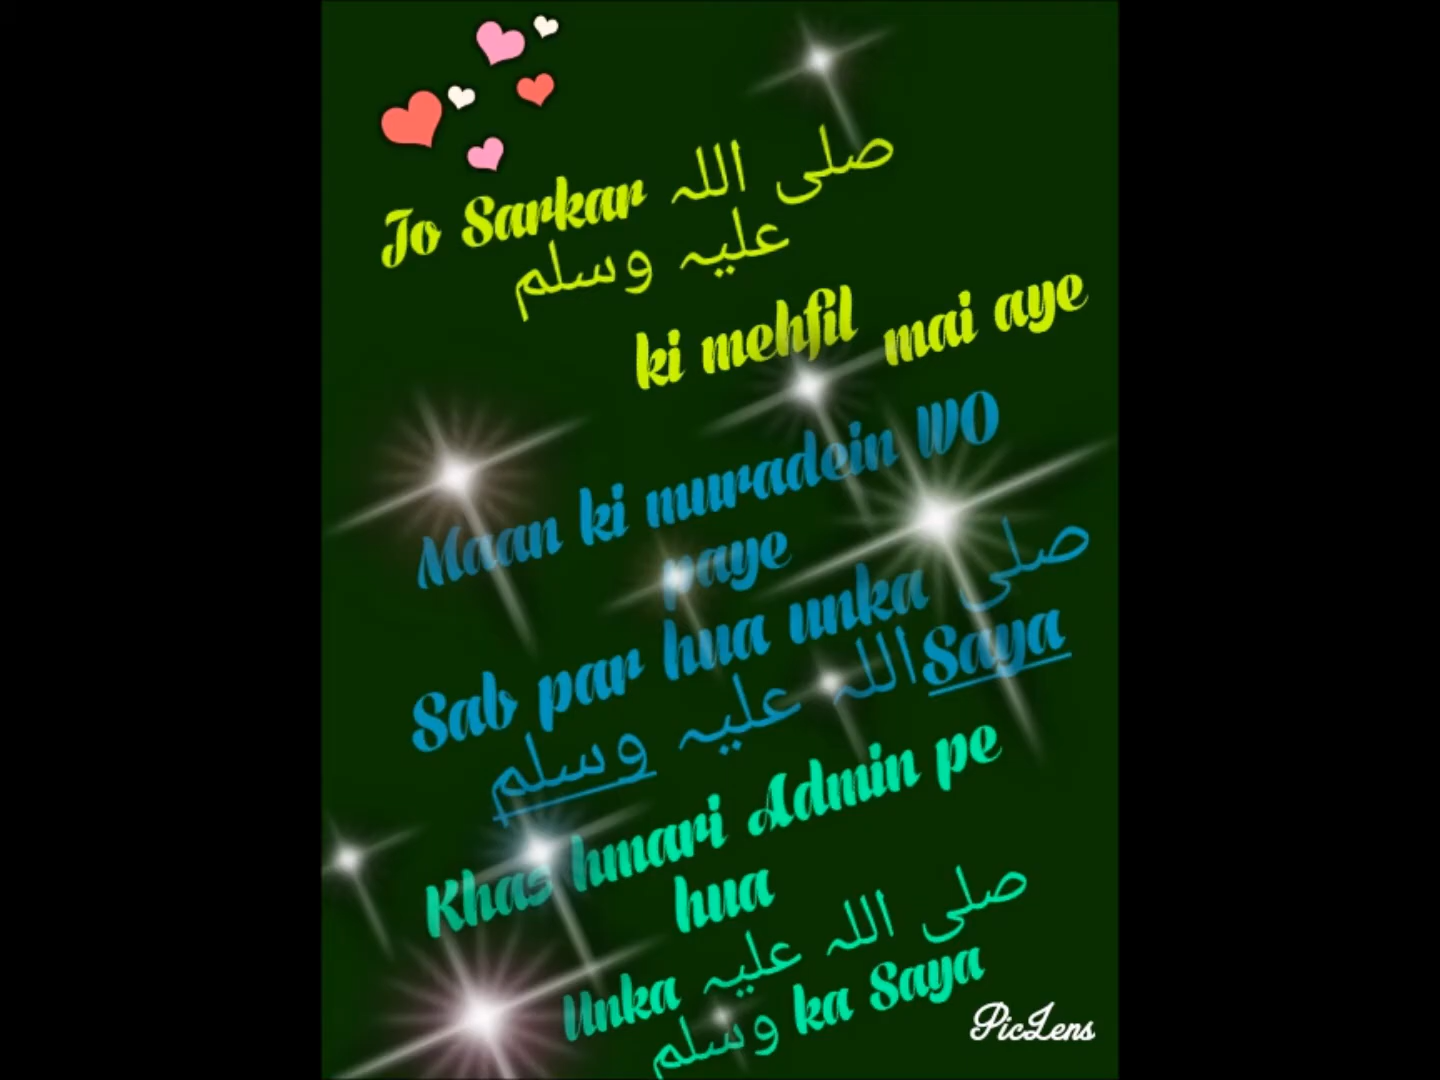 Jo Sarkar صلی اللہ
علیہ وسلم
ki mehfil mai aye
Maan ki muradein WO
paye
Sab par hua unka صلی
اللہ علیہ وسلم Saya
Khas hmari Admin pe
hua
Unka صلی اللہ علیہ
وسلم ka Saya
PicLens